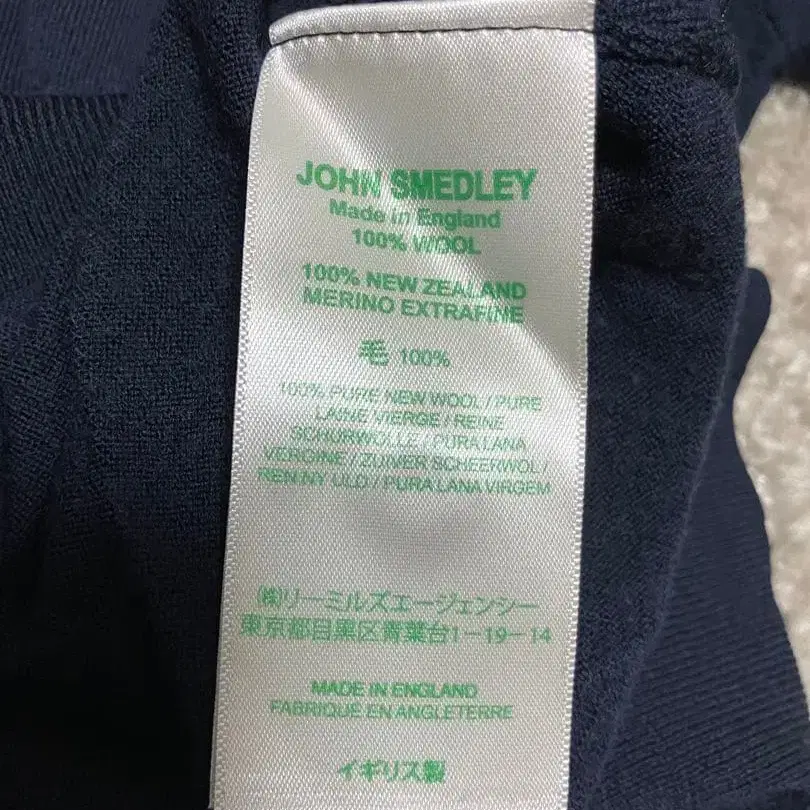 JOHN SMEDLEY
Made in England
100% WOOL
100% NEW ZEALAND
MERINO EXTRAFINE
毛 100%
100% PURE NEW WOOL / PURE
LAINE VIERGE / REINE
SCHURWOLLE / PURA LANA
VERGINE / ZUIVER SCHEERWOL /
REN NY ULD / PURA LANA VIRGEM
㈱リーミルズエージェンシー
東京都目黒区青葉台1-19-14
MADE IN ENGLAND
FABRIQUE EN ANGLETERRE
イギリス製